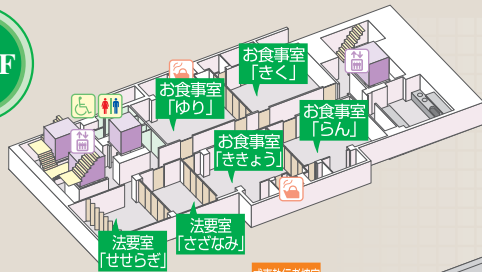 F
お食事室
「きく」
お食事室
「ゆり」
お食事室
「らん」
お食事室
「ききょう」
法要室
「さざなみ」
法要室
「せせらぎ」